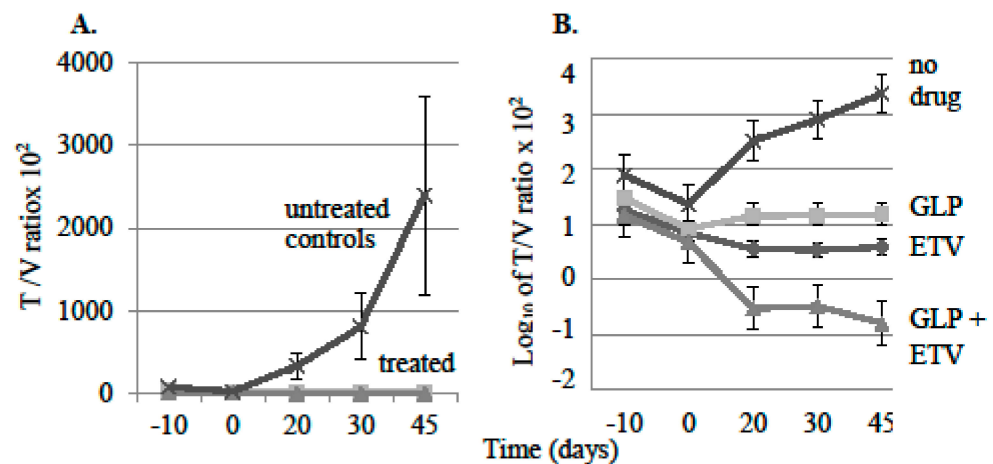 A.
T/V ratiox 10²
4000
3000
2000
1000
0
untreated
controls
treated
-10 0 20 30 45
B.
Log₁₀ of T/V ratio x 10²
4
3
2
1
0
-1
-2
no
drug
GLP
ETV
GLP +
ETV
-10 0 20 30 45
Time (days)